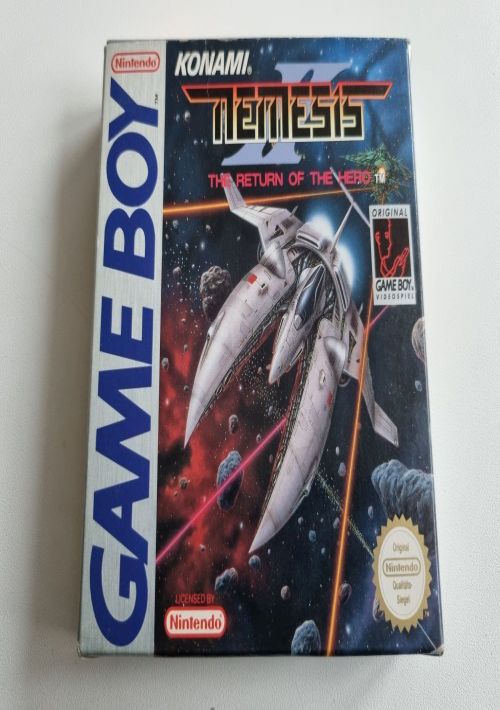 Nintendo
GAME BOY
TM
KONAMI®
II
NEMESIS
THE RETURN OF THE HERO TM
ORIGINAL
GAME BOY
VIDEOSPIEL
LICENSED BY
Nintendo
Original
Nintendo
Qualitäts-
Siegel